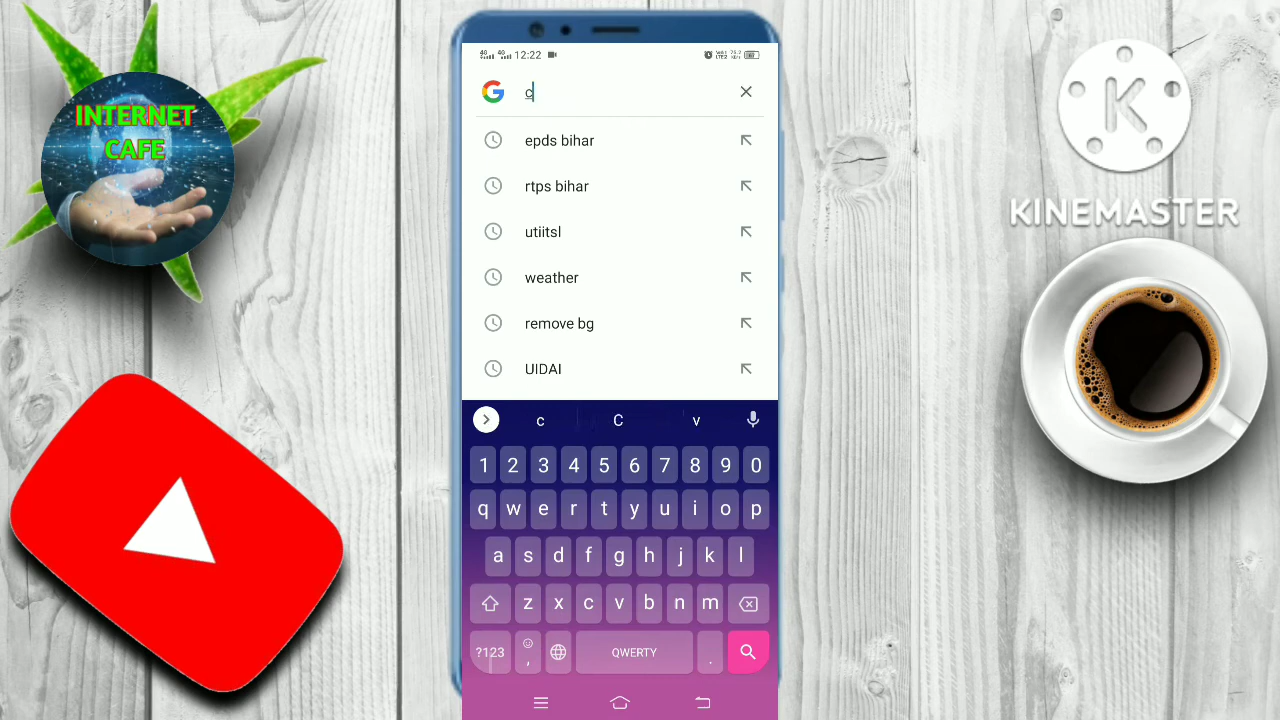 INTERNET
CAFE
12:22
c
epds bihar
rtps bihar
utiitsl
weather
remove bg
UIDAI
c C v
1 2 3 4 5 6 7 8 9 0
q w e r t y u i o p
a s d f g h j k l
z x c v b n m
?123 , QWERTY .
K
KINEMASTER